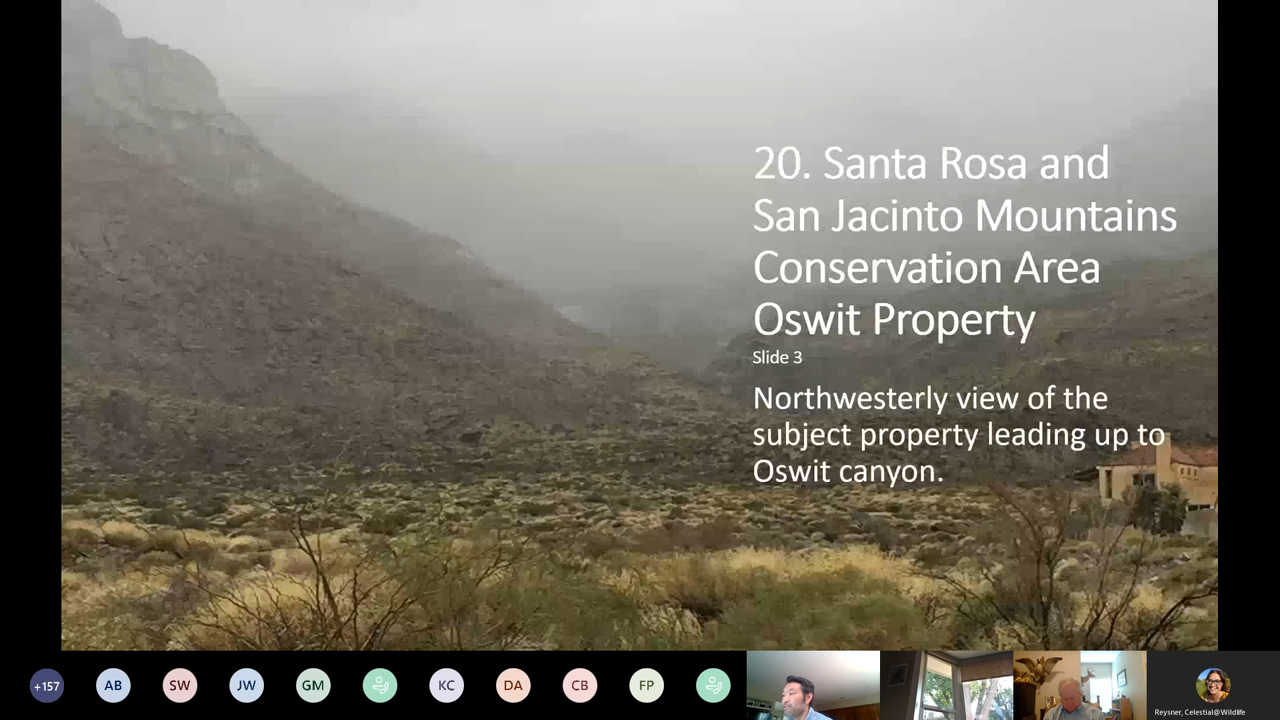 20. Santa Rosa and
San Jacinto Mountains
Conservation Area
Oswit Property
Slide 3
Northwesterly view of the
subject property leading up to
Oswit canyon.
+157
AB
SW
JW
GM
KC
DA
CB
FP
Reysner, Celestial@Wildlife